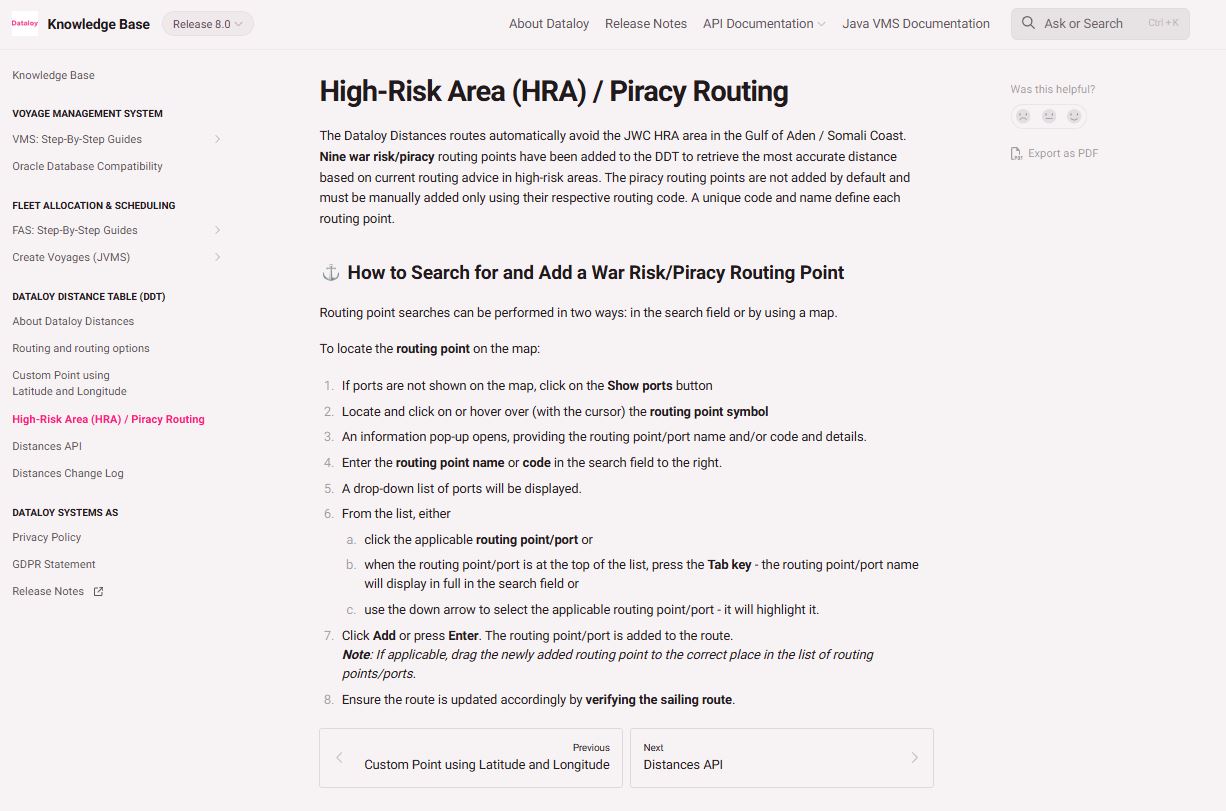 Dataloy Knowledge Base Release 8.0
About Dataloy Release Notes API Documentation Java VMS Documentation Ask or Search Ctrl + K
Knowledge Base
VOYAGE MANAGEMENT SYSTEM
VMS: Step-By-Step Guides
Oracle Database Compatibility
FLEET ALLOCATION & SCHEDULING
FAS: Step-By-Step Guides
Create Voyages (JVMS)
DATALOY DISTANCE TABLE (DDT)
About Dataloy Distances
Routing and routing options
Custom Point using
Latitude and Longitude
High-Risk Area (HRA) / Piracy Routing
Distances API
Distances Change Log
DATALOY SYSTEMS AS
Privacy Policy
GDPR Statement
Release Notes
High-Risk Area (HRA) / Piracy Routing
The Dataloy Distances routes automatically avoid the JWC HRA area in the Gulf of Aden / Somali Coast.
Nine war risk/piracy routing points have been added to the DDT to retrieve the most accurate distance
based on current routing advice in high-risk areas. The piracy routing points are not added by default and
must be manually added only using their respective routing code. A unique code and name define each
routing point.
⚓ How to Search for and Add a War Risk/Piracy Routing Point
Routing point searches can be performed in two ways: in the search field or by using a map.
To locate the routing point on the map:
1. If ports are not shown on the map, click on the Show ports button
2. Locate and click on or hover over (with the cursor) the routing point symbol
3. An information pop-up opens, providing the routing point/port name and/or code and details.
4. Enter the routing point name or code in the search field to the right.
5. A drop-down list of ports will be displayed.
6. From the list, either
a. click the applicable routing point/port or
b. when the routing point/port is at the top of the list, press the Tab key - the routing point/port name
will display in full in the search field or
c. use the down arrow to select the applicable routing point/port - it will highlight it.
7. Click Add or press Enter. The routing point/port is added to the route.
Note: If applicable, drag the newly added routing point to the correct place in the list of routing
points/ports.
8. Ensure the route is updated accordingly by verifying the sailing route.
Previous
Custom Point using Latitude and Longitude
Next
Distances API
Was this helpful?
PDF Export as PDF